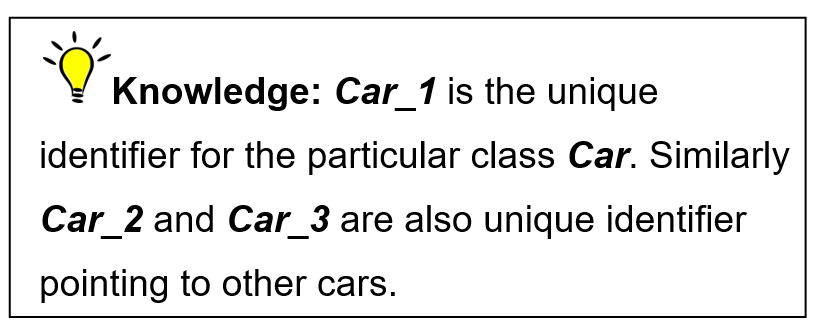 Knowledge: Car_1 is the unique
identifier for the particular class Car. Similarly
Car_2 and Car_3 are also unique identifier
pointing to other cars.